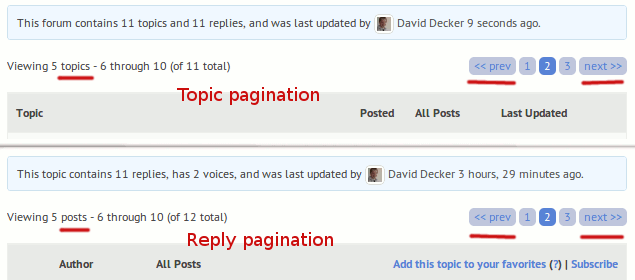 This forum contains 11 topics and 11 replies, and was last updated by David Decker 9 seconds ago.
Viewing 5 topics - 6 through 10 (of 11 total) << prev 1 2 3 next >>
Topic pagination
Topic Posted All Posts Last Updated
This topic contains 11 replies, has 2 voices, and was last updated by David Decker 3 hours, 29 minutes ago.
Viewing 5 posts - 6 through 10 (of 12 total) << prev 1 2 3 next >>
Reply pagination
Author All Posts Add this topic to your favorites (?) | Subscribe